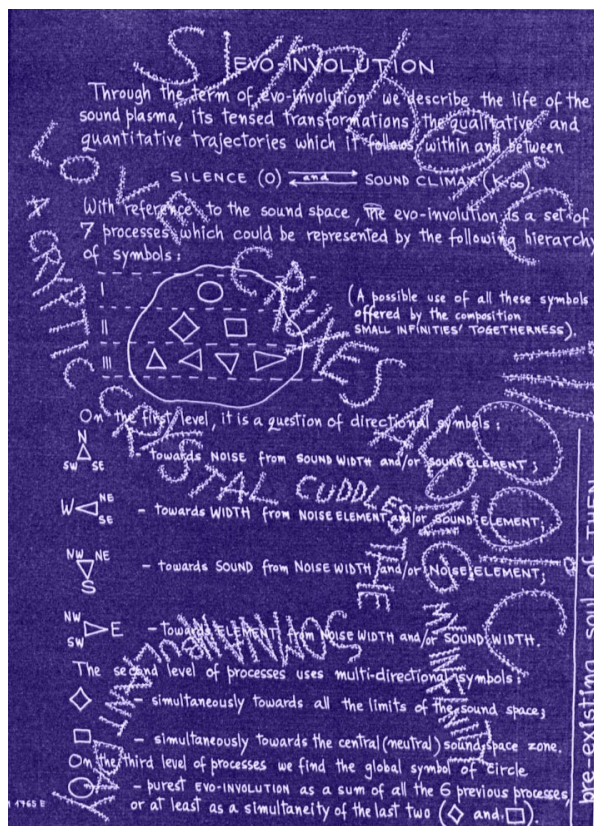 EVO-INVOLUTION
Through the term of evo-involution we describe the life of the
sound plasma, its tensed transformations, the qualitative and
quantitative trajectories which it follows within and between
SILENCE (O) and SOUND CLIMAX (K·∞)
With reference to the sound space, the evo-involution is a set of
7 processes which could be represented by the following hierarchy
of symbols:
I
II
III
(A possible use of all these symbols
offered by the composition
SMALL INFINITIES' TOGETHERNESS).
On the first level, it is a question of directional symbols:
N
SW SE
- towards NOISE from SOUND WIDTH and/or SOUND ELEMENT;
W NE
SE
- towards WIDTH from NOISE ELEMENT and/or SOUND ELEMENT;
NW NE
S
- towards SOUND from NOISE WIDTH and/or NOISE ELEMENT;
NW
SW E
- towards ELEMENT from NOISE WIDTH and/or SOUND WIDTH.
The second level of processes uses multi-directional symbols:
- simultaneously towards all the limits of the sound space;
- simultaneously towards the central (neutral) sound space zone.
On the third level of processes we find the global symbol of circle
- purest EVO-INVOLUTION as a sum of all the 6 previous processes,
or at least as a simultaneity of the last two ( and ).
1765 E
pre-existing soul of THEN
LOVE
A CRYPTIC
CRUXES
CRYSTAL CUDDLES
THE